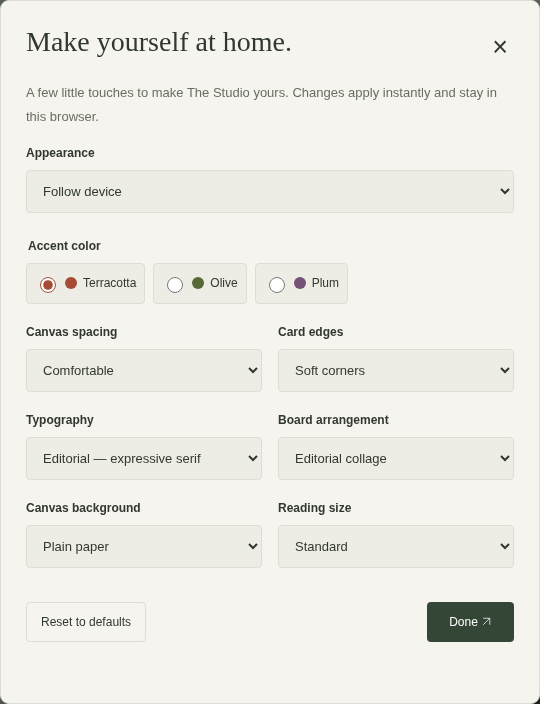 Make yourself at home.
A few little touches to make The Studio yours. Changes apply instantly and stay in
this browser.
Appearance
Follow device
Accent color
Terracotta
Olive
Plum
Canvas spacing
Card edges
Comfortable
Soft corners
Typography
Board arrangement
Editorial — expressive serif
Editorial collage
Canvas background
Reading size
Plain paper
Standard
Reset to defaults
Done